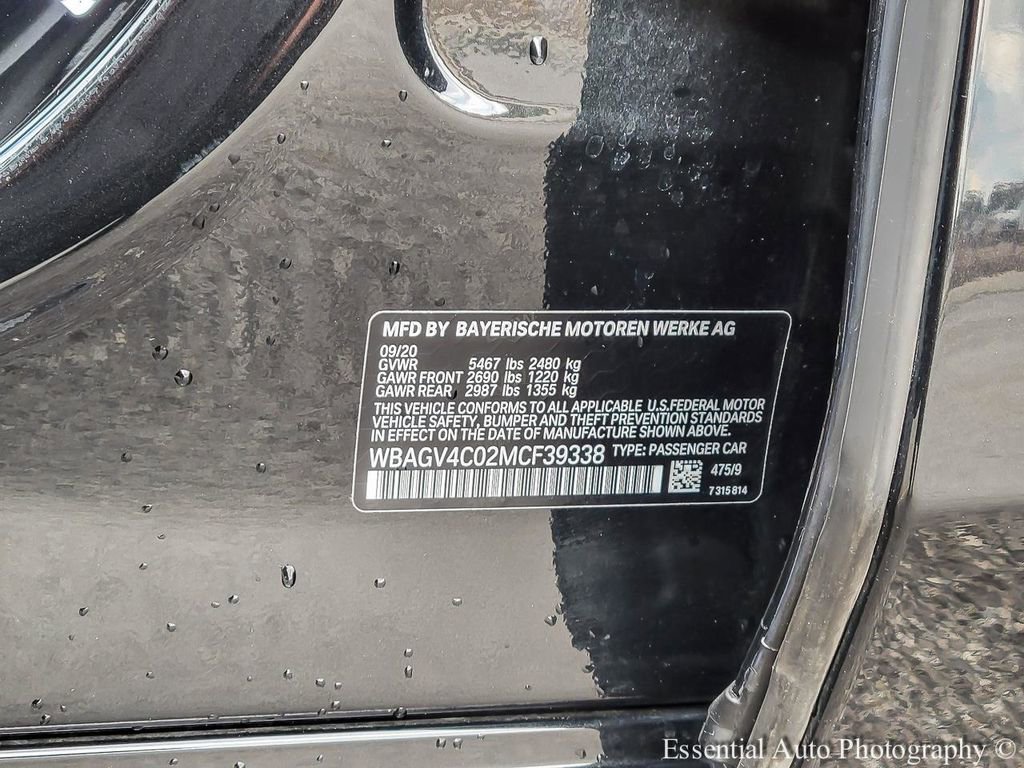 MFD BY BAYERISCHE MOTOREN WERKE AG
09/20
GVWR 5467 lbs 2480 kg
GAWR FRONT 2690 lbs 1220 kg
GAWR REAR 2987 lbs 1355 kg
THIS VEHICLE CONFORMS TO ALL APPLICABLE U.S.FEDERAL MOTOR
VEHICLE SAFETY, BUMPER AND THEFT PREVENTION STANDARDS
IN EFFECT ON THE DATE OF MANUFACTURE SHOWN ABOVE.
WBAGV4C02MCF39338 TYPE: PASSENGER CAR
475/9
7 315 814
Essential Auto Photography ©